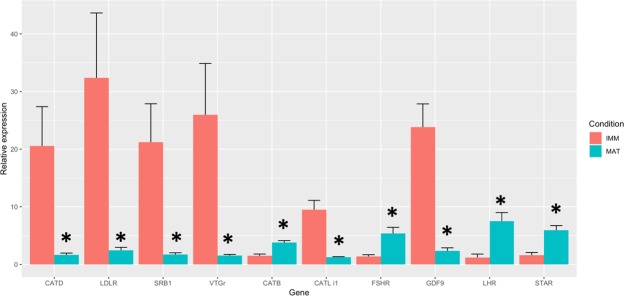 Relative expression
40
30
20
10
0
* * * * * * * * * *
CATD LDLR SRB1 VTGr CATB CATL i1 FSHR GDF9 LHR STAR
Gene
Condition
IMM
MAT